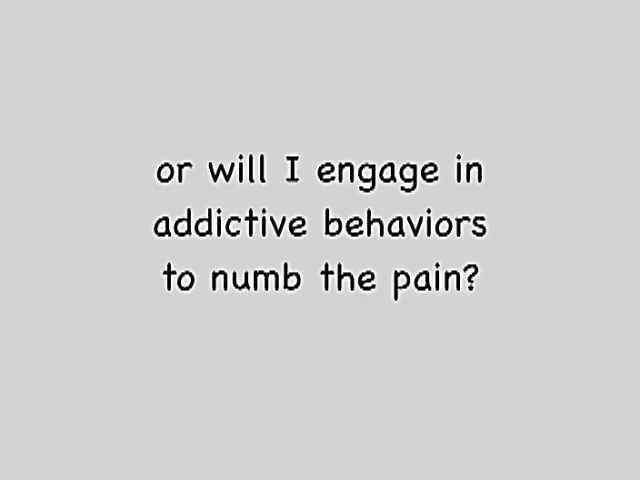 or will I engage in
addictive behaviors
to numb the pain?